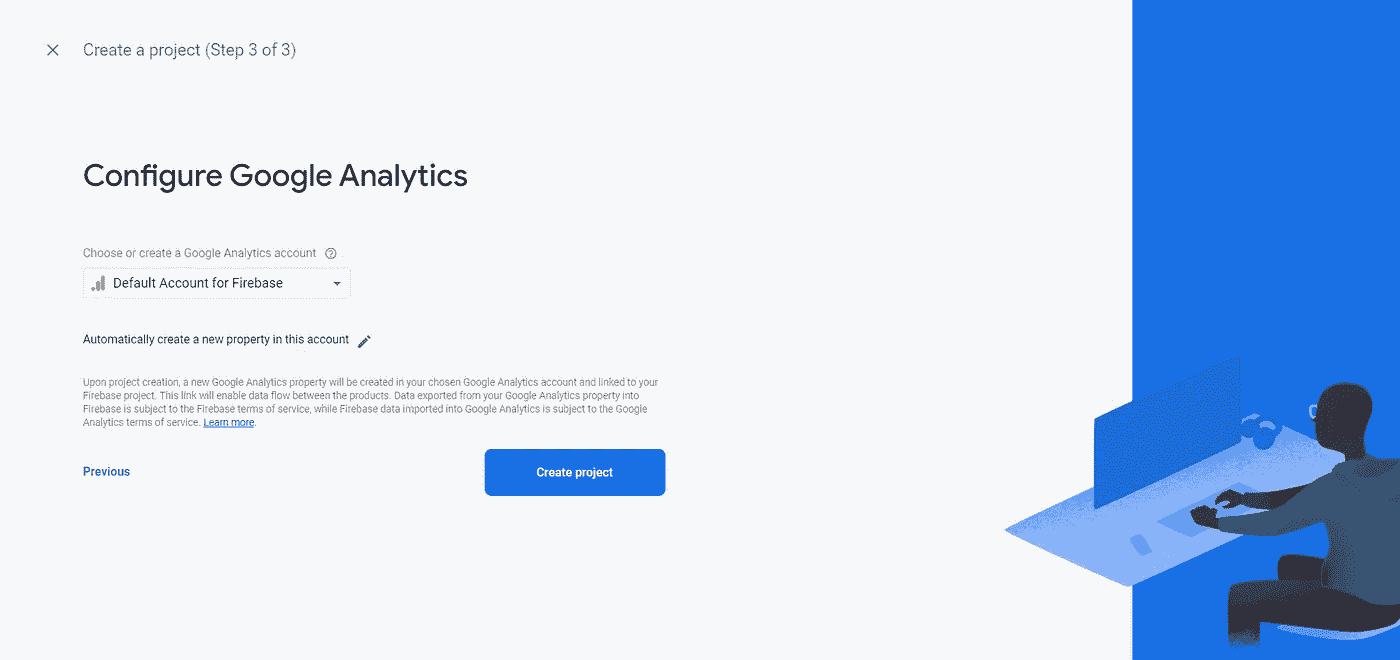 Create a project (Step 3 of 3)
Configure Google Analytics
Choose or create a Google Analytics account
Default Account for Firebase
Automatically create a new property in this account
Upon project creation, a new Google Analytics property will be created in your chosen Google Analytics account and linked to your
Firebase project. This link will enable data flow between the products. Data exported from your Google Analytics property into
Firebase is subject to the Firebase terms of service, while Firebase data imported into Google Analytics is subject to the Google
Analytics terms of service. Learn more.
Previous
Create project